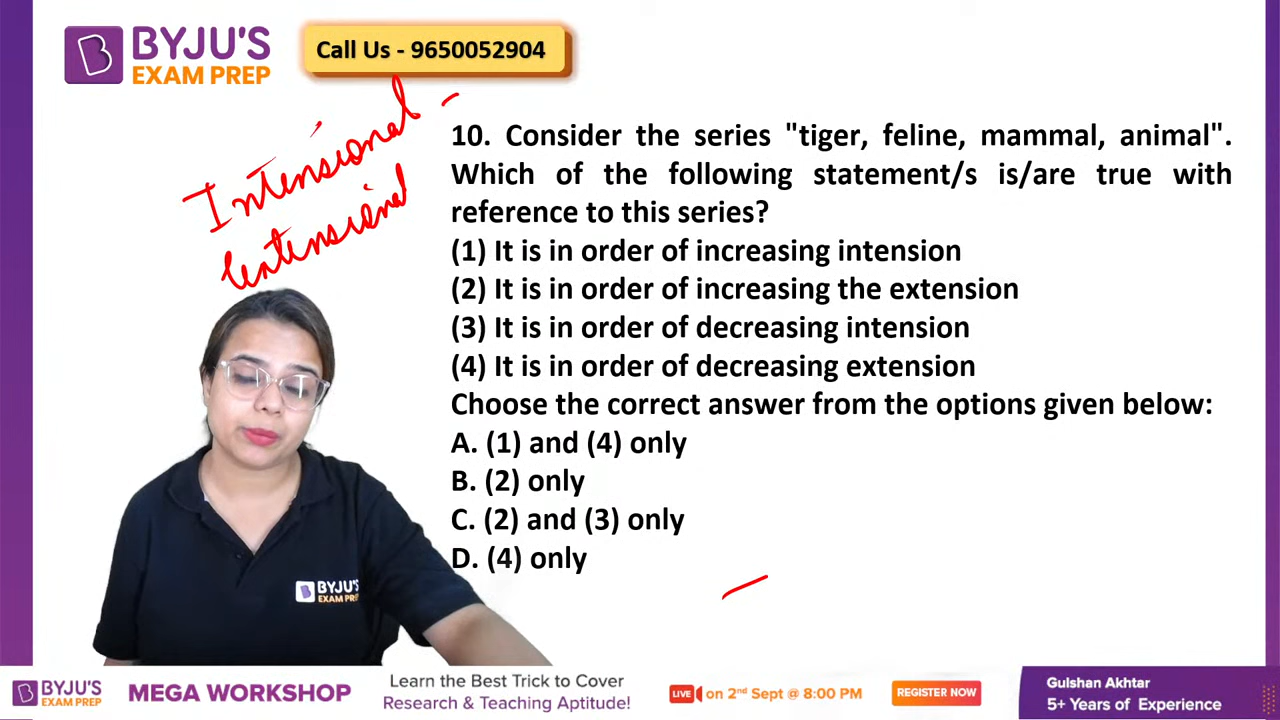 BYJU'S
EXAM PREP
Call Us - 9650052904
Intensional -
extensional
10. Consider the series "tiger, feline, mammal, animal".
Which of the following statement/s is/are true with
reference to this series?
(1) It is in order of increasing intension
(2) It is in order of increasing the extension
(3) It is in order of decreasing intension
(4) It is in order of decreasing extension
Choose the correct answer from the options given below:
A. (1) and (4) only
B. (2) only
C. (2) and (3) only
D. (4) only
BYJU'S
EXAM PREP
BYJU'S
EXAM PREP
MEGA WORKSHOP
Learn the Best Trick to Cover
Research & Teaching Aptitude!
LIVE on 2nd Sept @ 8:00 PM
REGISTER NOW
Gulshan Akhtar
5+ Years of Experience